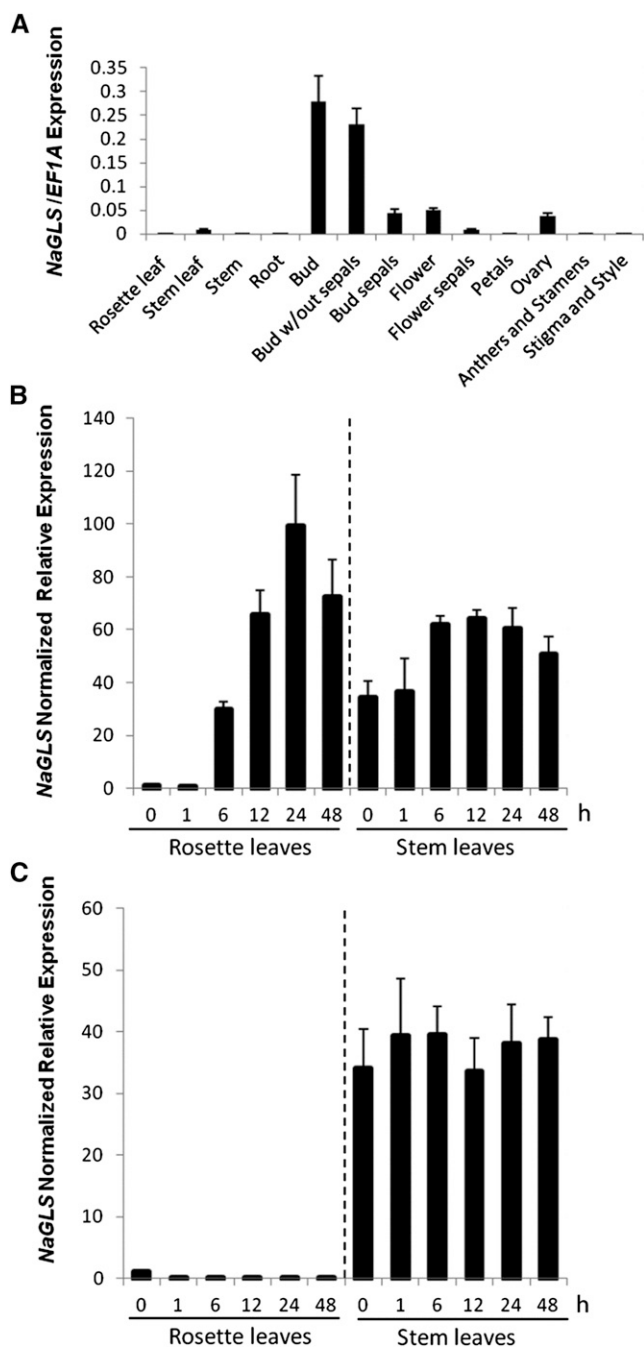 A
NaGLS/EF1A Expression
0.35
0.3
0.25
0.2
0.15
0.1
0.05
0
Rosette leaf
Stem leaf
Stem
Root
Bud
Bud w/out sepals
Bud sepals
Flower
Flower sepals
Petals
Ovary
Anthers and Stamens
Stigma and Style
B
NaGLS Normalized Relative Expression
140
120
100
80
60
40
20
0
0 1 6 12 24 48 0 1 6 12 24 48 h
Rosette leaves Stem leaves
C
NaGLS Normalized Relative Expression
60
50
40
30
20
10
0
0 1 6 12 24 48 0 1 6 12 24 48 h
Rosette leaves Stem leaves